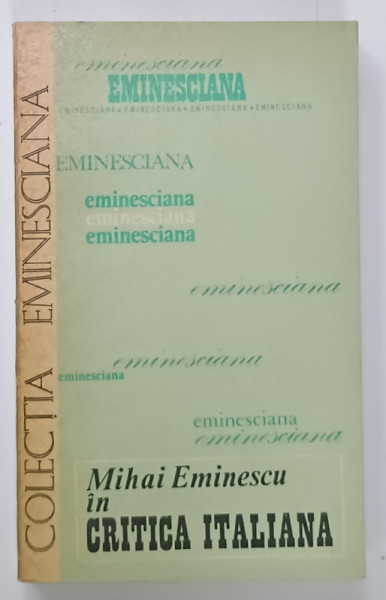 COLECȚIA EMINESCIANA
eminesciana
EMINESCIANA
EMINESCIANA • EMINESCIANA • EMINESCIANA • EMINESCIANA
EMINESCIANA
eminesciana
eminesciana
eminesciana
eminesciana
eminesciana
eminesciana
eminesciana
eminesciana
Mihai Eminescu
în
CRITICA ITALIANA